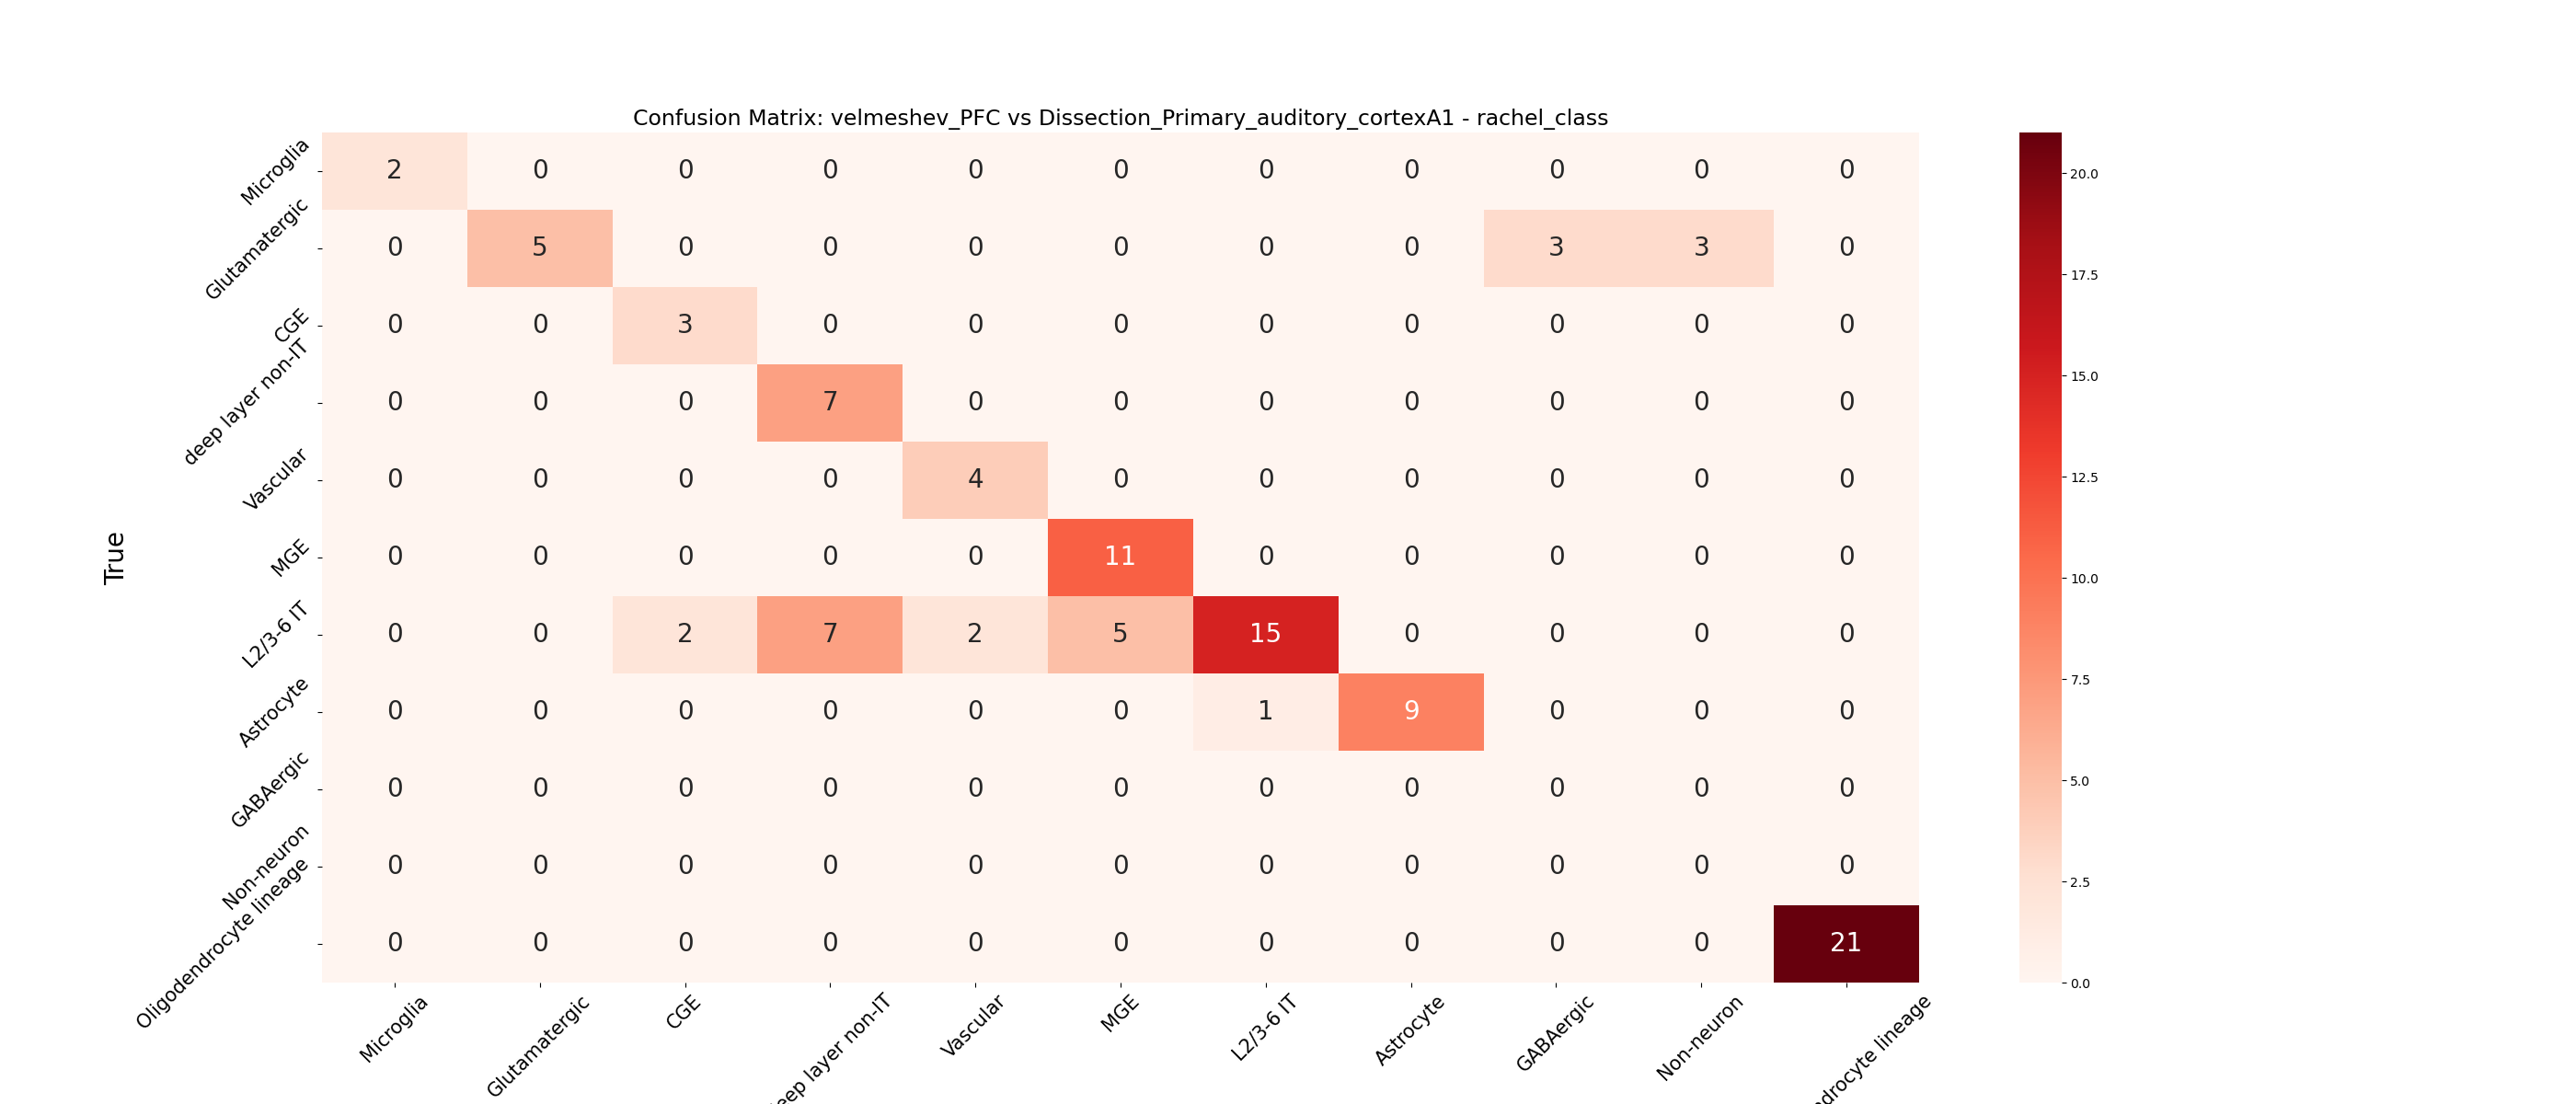 Confusion Matrix: velmeshev_PFC vs Dissection_Primary_auditory_cortexA1 - rachel_class
True
Microglia 2 0 0 0 0 0 0 0 0 0 0
Glutamatergic 0 5 0 0 0 0 0 0 3 3 0
CGE 0 0 3 0 0 0 0 0 0 0 0
deep layer non-IT 0 0 0 7 0 0 0 0 0 0 0
Vascular 0 0 0 0 4 0 0 0 0 0 0
MGE 0 0 0 0 0 11 0 0 0 0 0
L2/3-6 IT 0 0 2 7 2 5 15 0 0 0 0
Astrocyte 0 0 0 0 0 0 1 9 0 0 0
GABAergic 0 0 0 0 0 0 0 0 0 0 0
Non-neuron 0 0 0 0 0 0 0 0 0 0 0
Oligodendrocyte lineage 0 0 0 0 0 0 0 0 0 0 21
Microglia Glutamatergic CGE eep layer non-IT Vascular MGE L2/3-6 IT Astrocyte GABAergic Non-neuron drocyte lineage
20.0
17.5
15.0
12.5
10.0
7.5
5.0
2.5
0.0